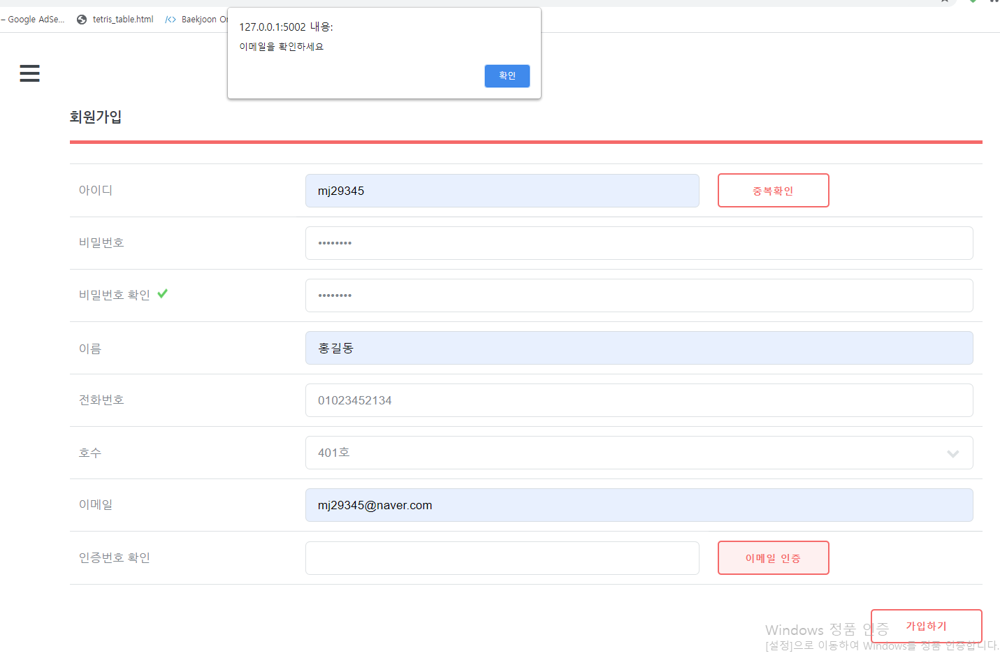 – Google AdSe...
tetris_table.html
Baekjoon On
127.0.0.1:5002 내용:
이메일을 확인하세요
확인
회원가입
아이디
mj29345
중복확인
비밀번호
••••••••
비밀번호 확인
••••••••
이름
홍길동
전화번호
01023452134
호수
401호
이메일
mj29345@naver.com
인증번호 확인
이메일 인증
가입하기
Windows 정품 인증
[설정]으로 이동하여 Windows를 정품 인증합니다.